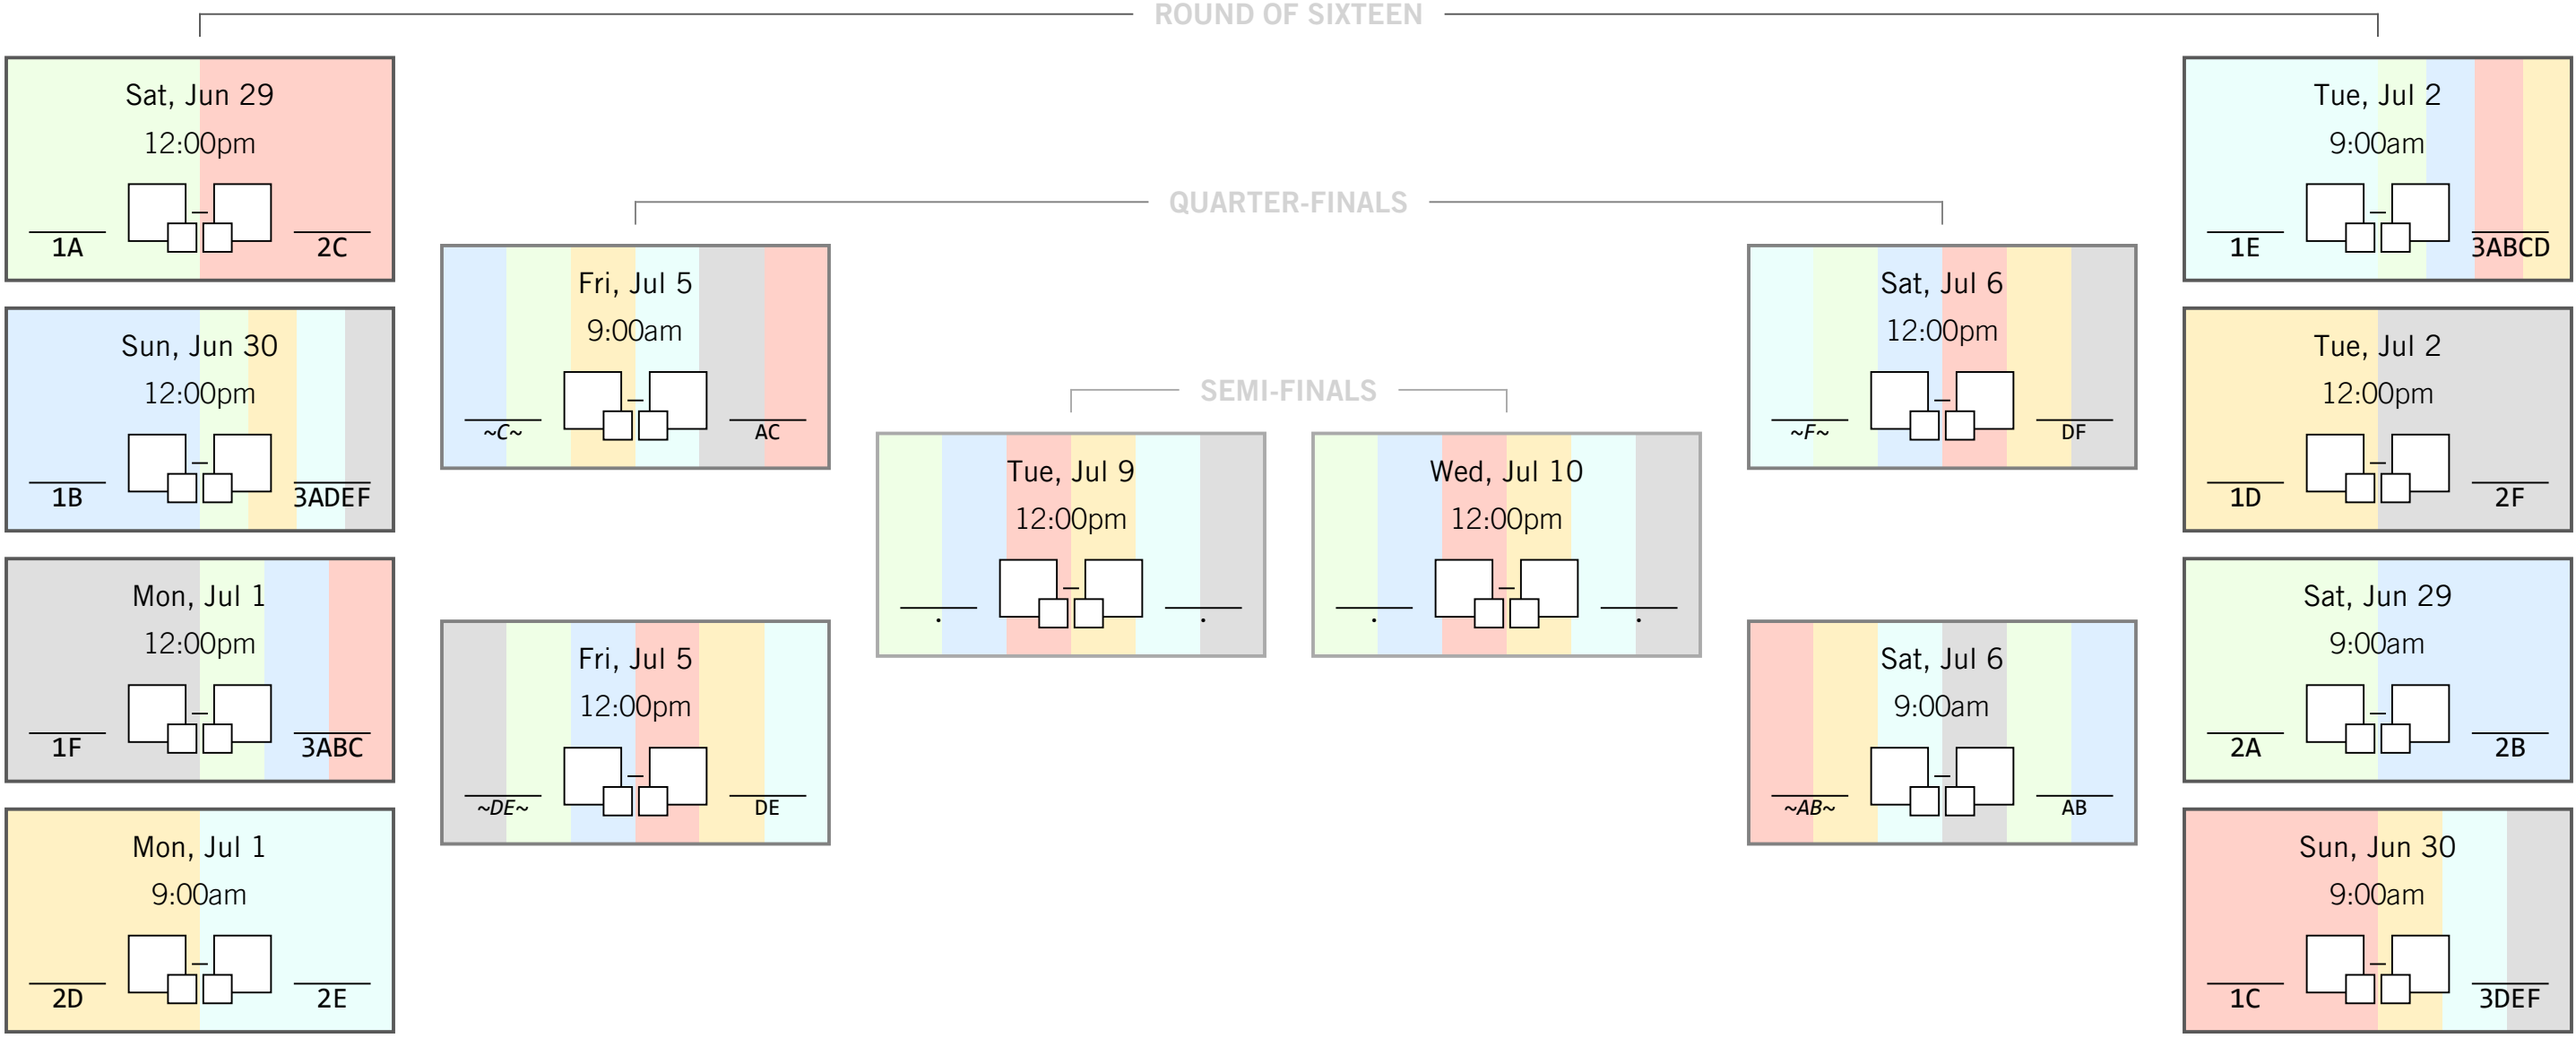 ROUND OF SIXTEEN
Sat, Jun 29
12:00pm
–
1A
2C
Sun, Jun 30
12:00pm
–
1B
3ADEF
Mon, Jul 1
12:00pm
–
1F
3ABC
Mon, Jul 1
9:00am
–
2D
2E
QUARTER-FINALS
Fri, Jul 5
9:00am
–
~C~
AC
Fri, Jul 5
12:00pm
–
~DE~
DE
SEMI-FINALS
Tue, Jul 9
12:00pm
–
.
.
Wed, Jul 10
12:00pm
–
.
.
Sat, Jul 6
12:00pm
–
~F~
DF
Sat, Jul 6
9:00am
–
~AB~
AB
Tue, Jul 2
9:00am
–
1E
3ABCD
Tue, Jul 2
12:00pm
–
1D
2F
Sat, Jun 29
9:00am
–
2A
2B
Sun, Jun 30
9:00am
–
1C
3DEF